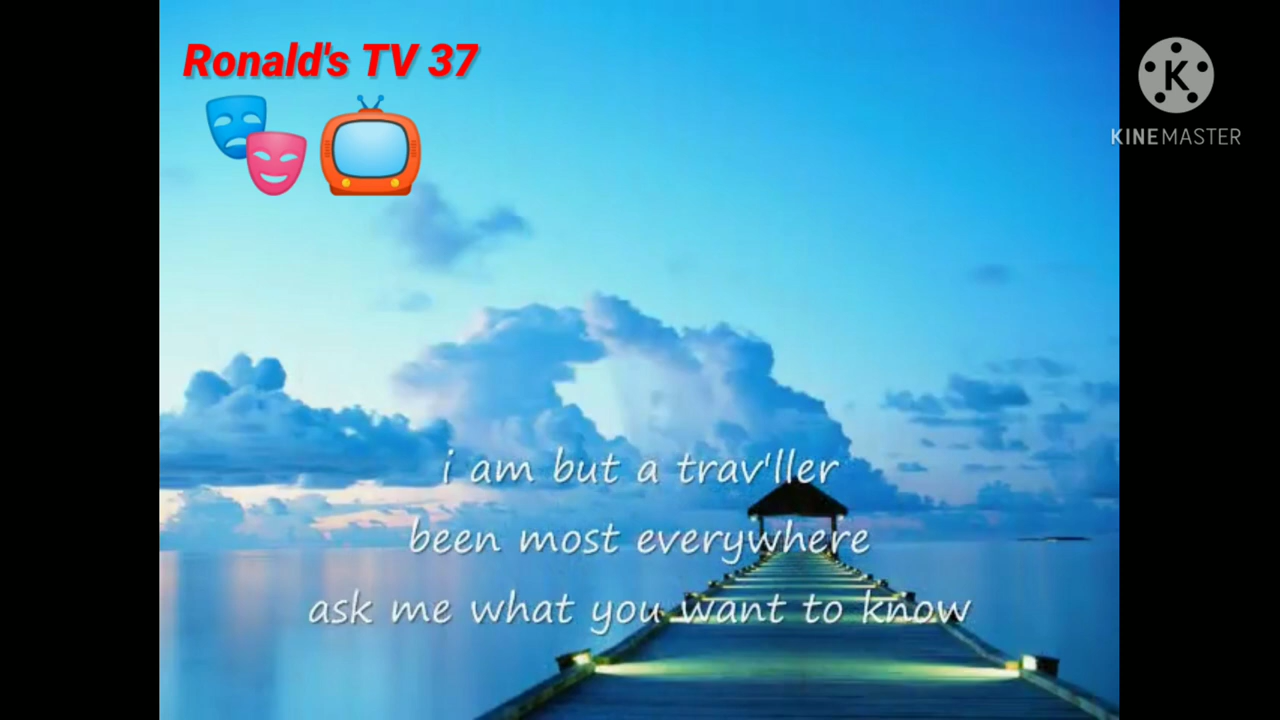 Ronald's TV 37
K
KINEMASTER
i am but a trav'ller
been most everywhere
ask me what you want to know